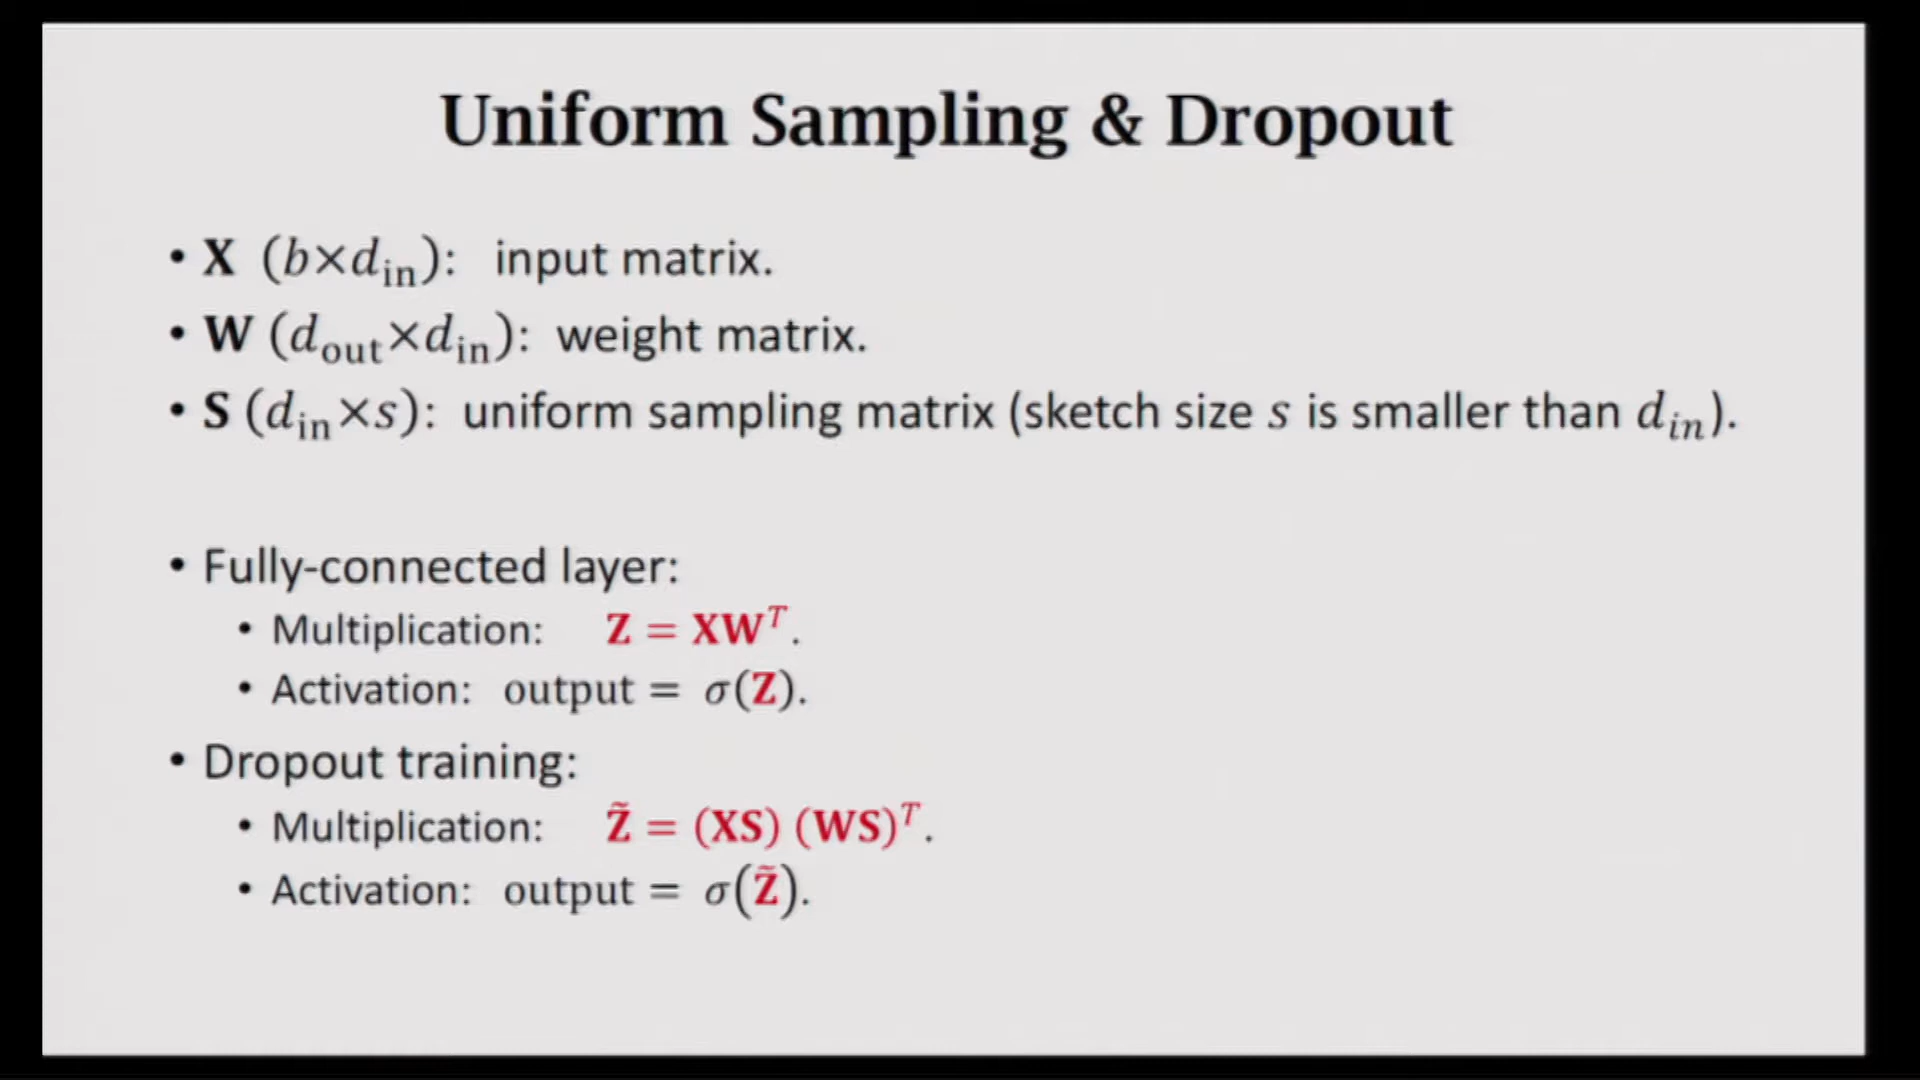 Uniform Sampling & Dropout
• X (b×d_in): input matrix.
• W (d_out×d_in): weight matrix.
• S (d_in×s): uniform sampling matrix (sketch size s is smaller than d_in).
• Fully-connected layer:
• Multiplication: Z = XW^T.
• Activation: output = σ(Z).
• Dropout training:
• Multiplication: Z̃ = (XS) (WS)^T.
• Activation: output = σ(Z̃).